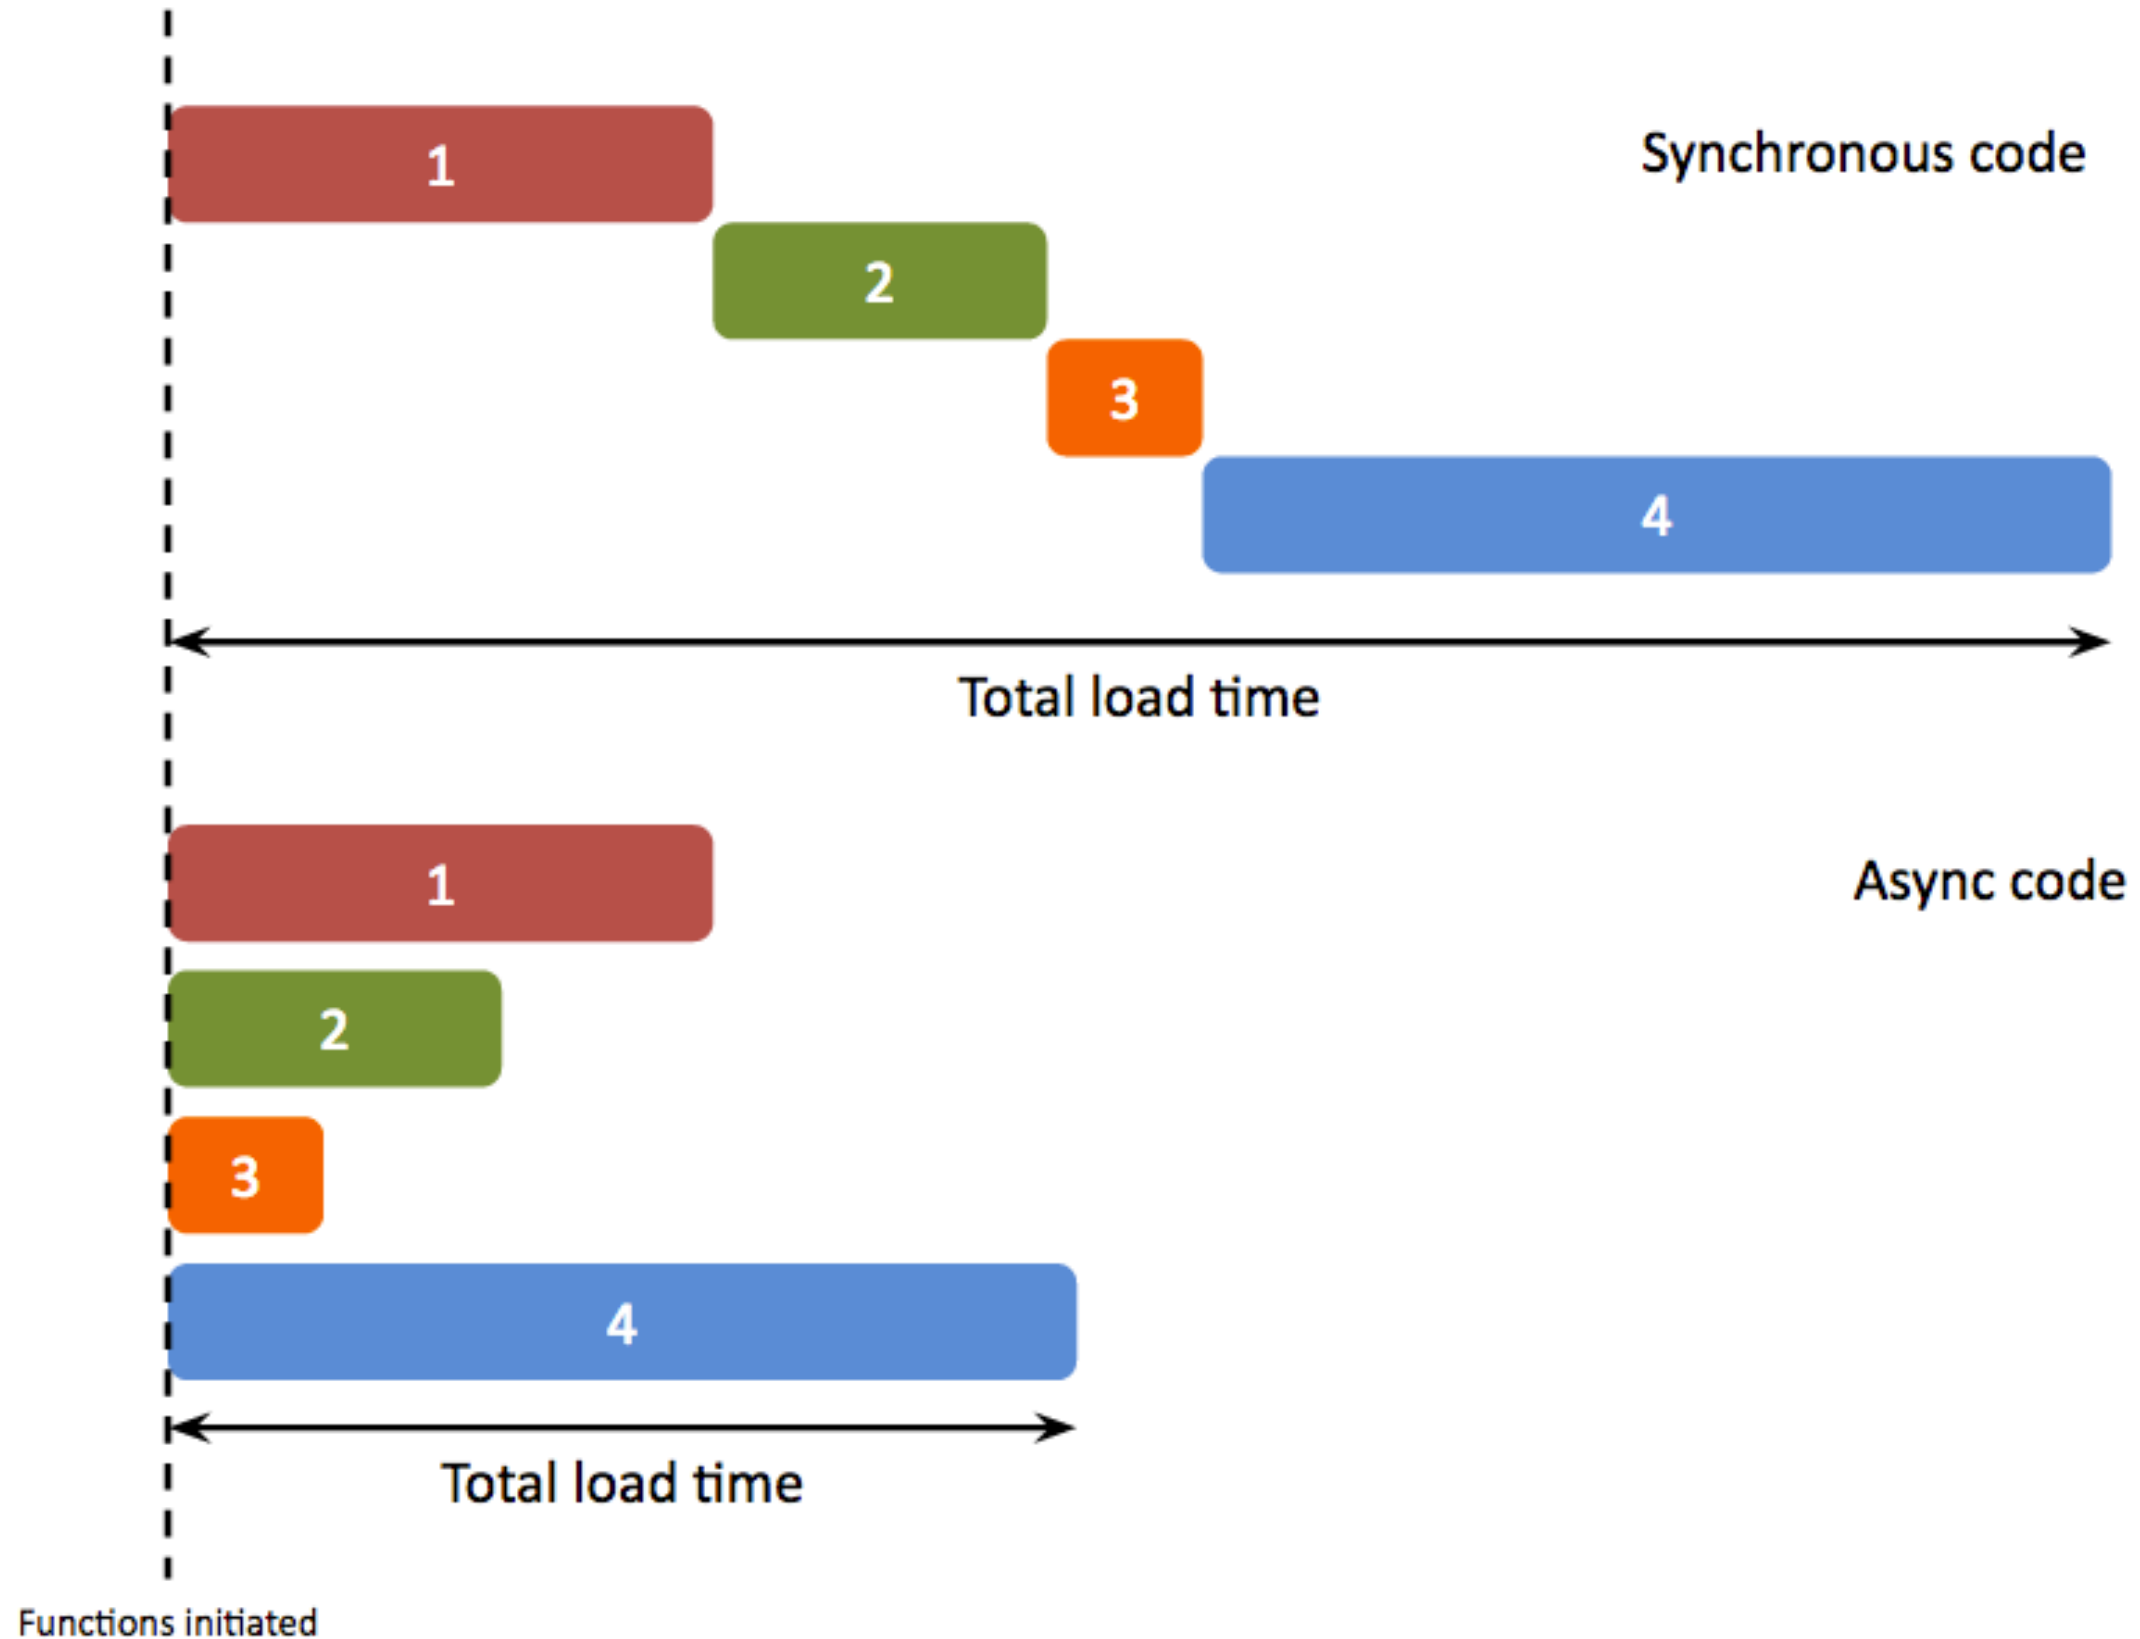 1
Synchronous code
2
3
4
Total load time
1
Async code
2
3
4
Total load time
Functions initiated